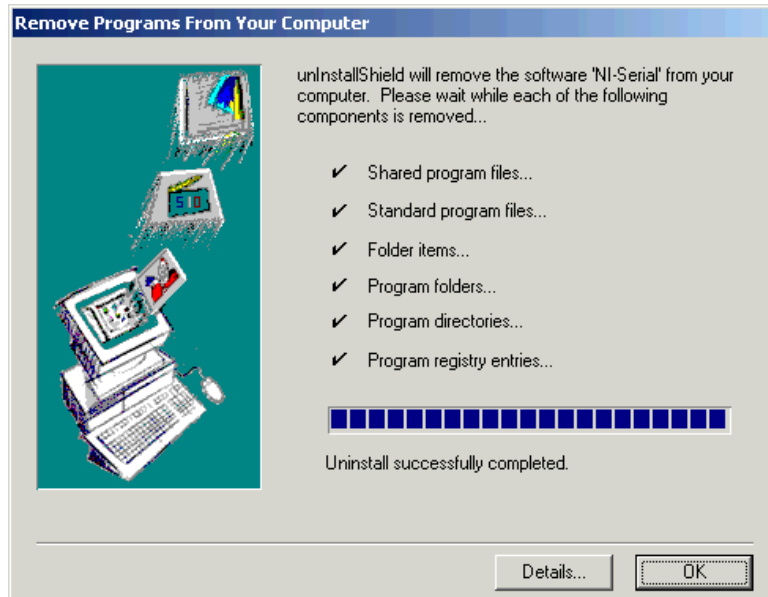 Remove Programs From Your Computer
unInstallShield will remove the software 'NI-Serial' from your
computer. Please wait while each of the following
components is removed...
✔ Shared program files...
✔ Standard program files...
✔ Folder items...
✔ Program folders...
✔ Program directories...
✔ Program registry entries...
Uninstall successfully completed.
Details... OK